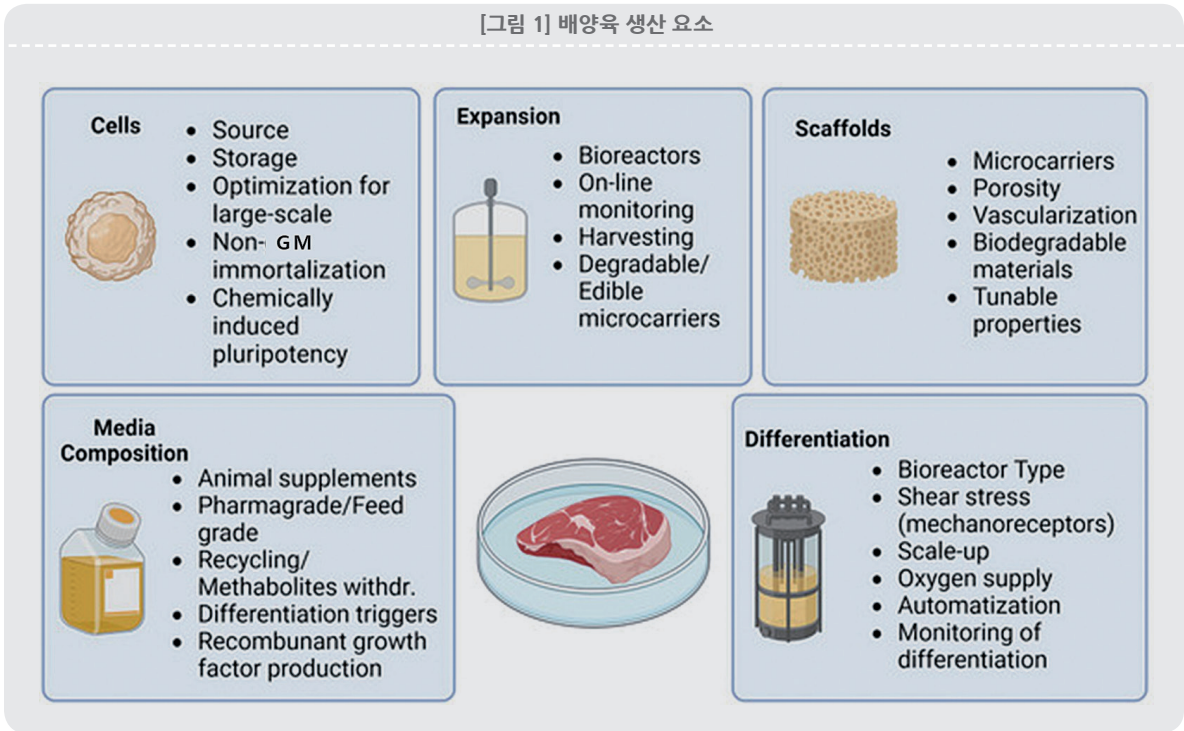 [그림 1] 배양육 생산 요소
Cells
• Source
• Storage
• Optimization for
large-scale
• Non- GM
immortalization
• Chemically
induced
pluripotency
Expansion
• Bioreactors
• On-line
monitoring
• Harvesting
• Degradable/
Edible
microcarriers
Scaffolds
• Microcarriers
• Porosity
• Vascularization
• Biodegradable
materials
• Tunable
properties
Media
Composition
• Animal supplements
• Pharmagrade/Feed
grade
• Recycling/
Methabolites withdr.
• Differentiation triggers
• Recombunant growth
factor production
Differentiation
• Bioreactor Type
• Shear stress
(mechanoreceptors)
• Scale-up
• Oxygen supply
• Automatization
• Monitoring of
differentiation